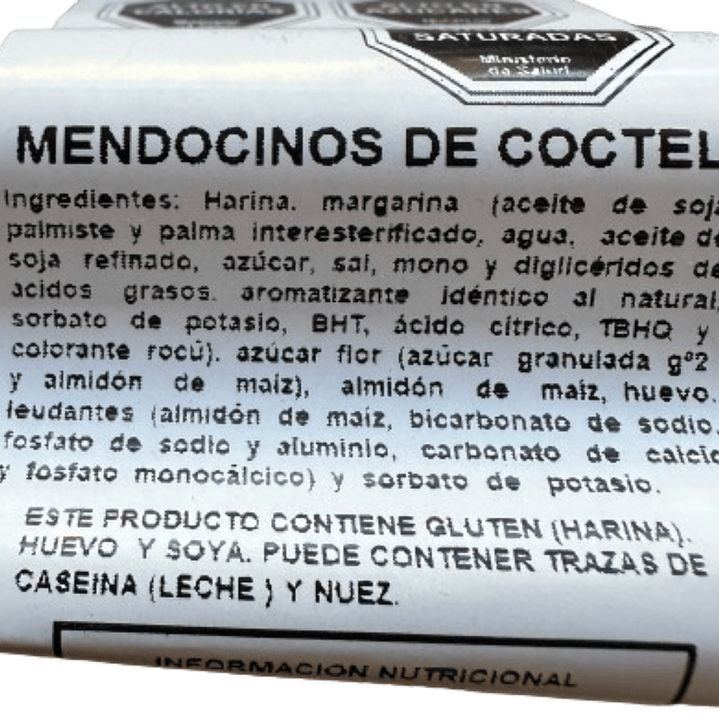 SATURADAS
Ministerio
de Salud
MENDOCINOS DE COCTEL
Ingredientes: Harina. margarina (aceite de soja
palmiste y palma interesterificado, agua, aceite de
soja refinado, azúcar, sal, mono y diglicéridos de
ácidos grasos. aromatizante idéntico al natural,
sorbato de potasio, BHT, ácido cítrico, TBHQ y
colorante rocú). azúcar flor (azúcar granulada gº2
y almidón de maíz), almidón de maíz, huevo.
leudantes (almidón de maíz, bicarbonato de sodio,
fosfato de sodio y aluminio, carbonato de calcio
y fosfato monocálcico) y sorbato de potasio.
ESTE PRODUCTO CONTIENE GLUTEN (HARINA).
HUEVO Y SOYA. PUEDE CONTENER TRAZAS DE
CASEINA (LECHE ) Y NUEZ.
INFORMACION NUTRICIONAL